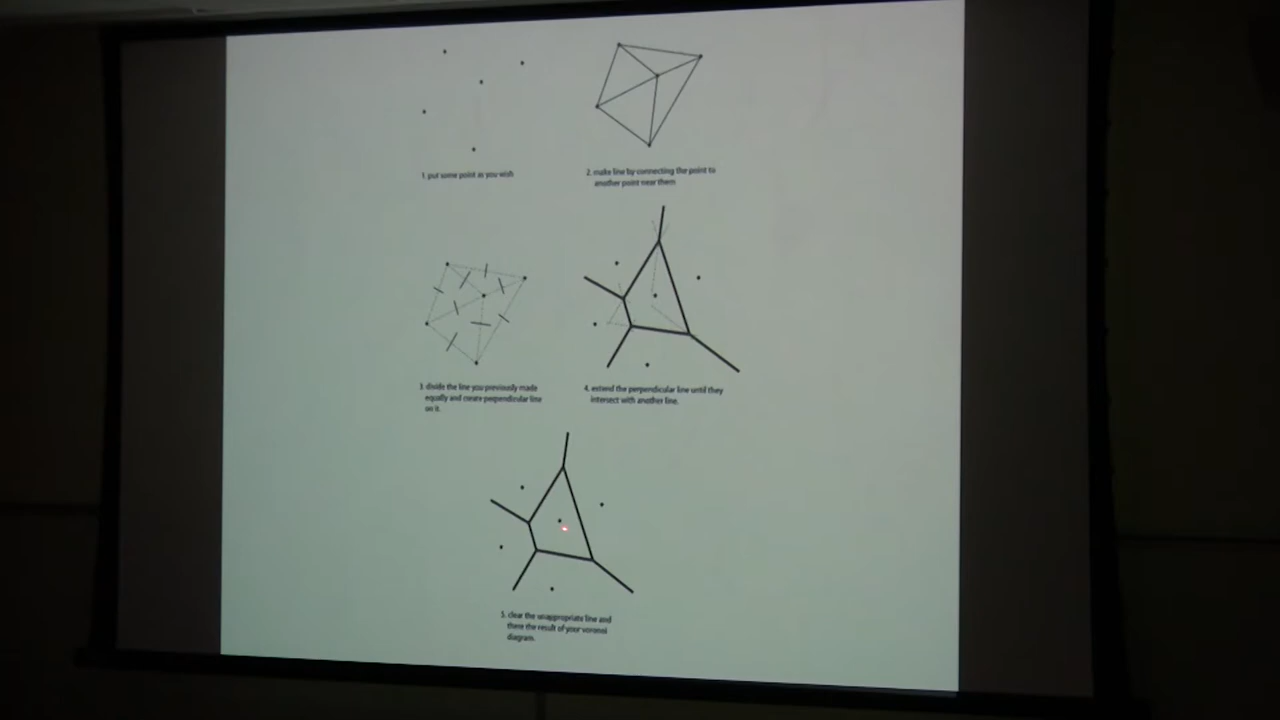 1. put some point as you wish
2. make line by connecting the point to
another point near them
3. divide the line you previously made
equally and create perpendicular line
on it.
4. extend the perpendicular line until they
intersect with another line.
5. clear the unappropriate line and
there the result of your voronoi
diagram.